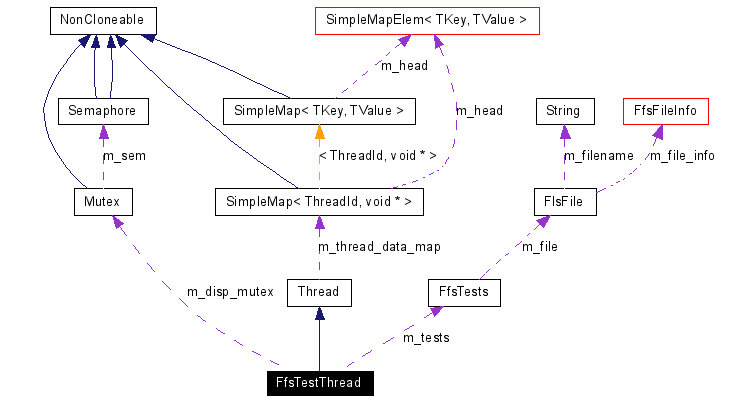 NonCloneable
SimpleMapElem< TKey, TValue >
m_head
Semaphore
SimpleMap< TKey, TValue >
m_head
String
FfsFileInfo
m_sem
< ThreadId, void * >
m_filename
m_file_info
Mutex
SimpleMap< ThreadId, void * >
FlsFile
m_thread_data_map
m_file
m_disp_mutex
Thread
FfsTests
m_tests
FfsTestThread